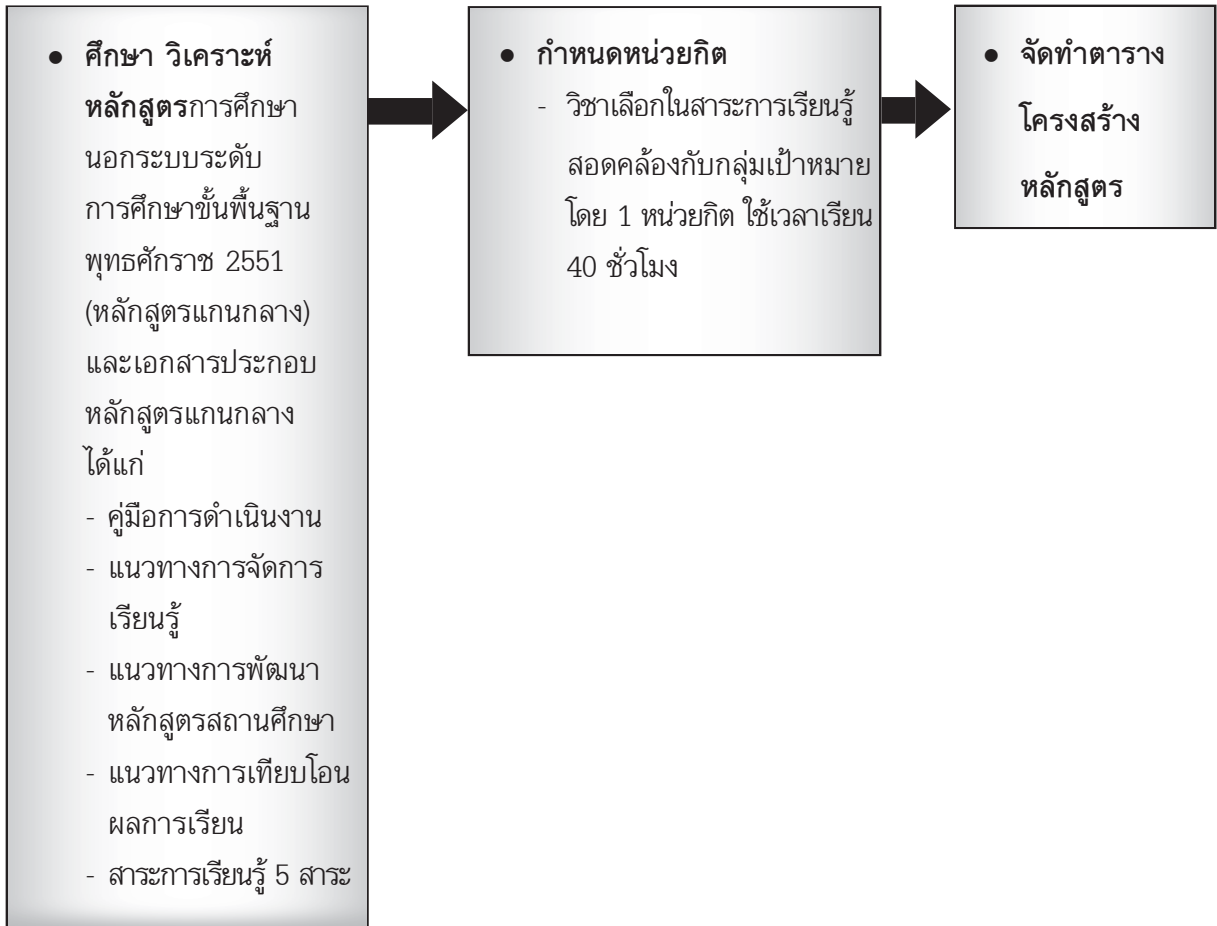 ● ศึกษา วิเคราะห์
หลักสูตรการศึกษา
นอกระบบระดับ
การศึกษาขั้นพื้นฐาน
พุทธศักราช 2551
(หลักสูตรแกนกลาง)
และเอกสารประกอบ
หลักสูตรแกนกลาง
ได้แก่
- คู่มือการดำเนินงาน
- แนวทางการจัดการ
เรียนรู้
- แนวทางการพัฒนา
หลักสูตรสถานศึกษา
- แนวทางการเทียบโอน
ผลการเรียน
- สาระการเรียนรู้ 5 สาระ
● กำหนดหน่วยกิต
- วิชาเลือกในสาระการเรียนรู้
สอดคล้องกับกลุ่มเป้าหมาย
โดย 1 หน่วยกิต ใช้เวลาเรียน
40 ชั่วโมง
● จัดทำตาราง
โครงสร้าง
หลักสูตร